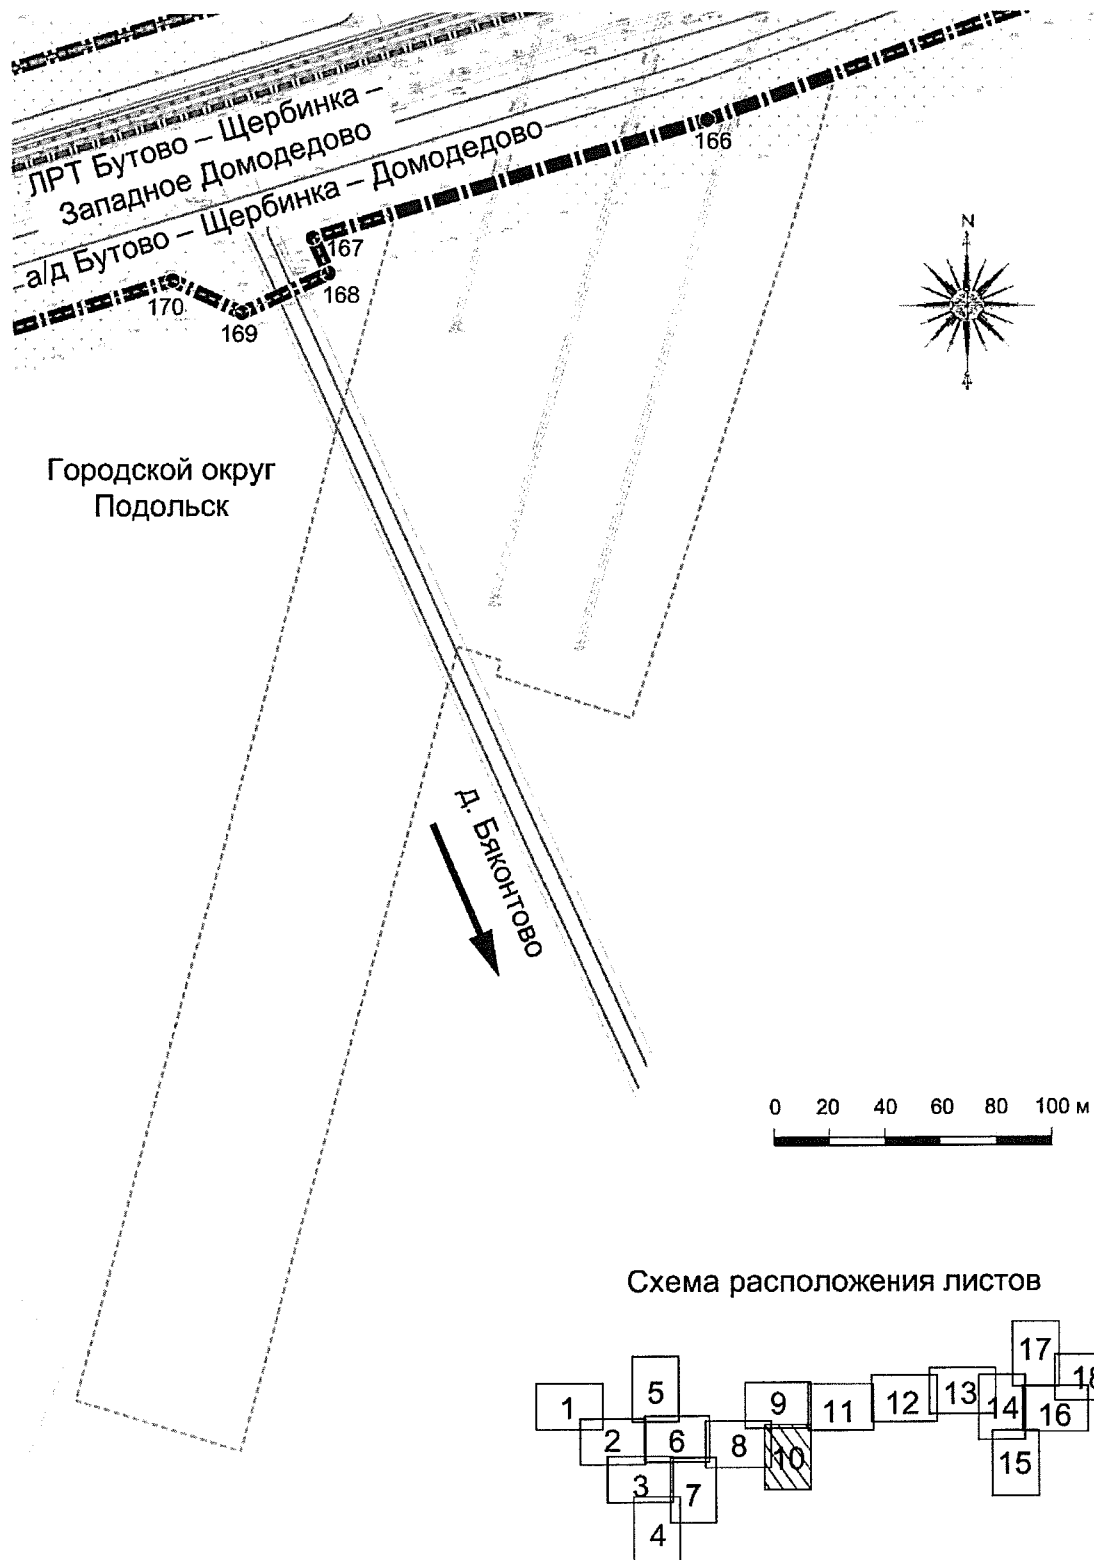 ЛРТ Бутово – Щербинка –
Западное Домодедово
а/д Бутово – Щербинка – Домодедово
166
167
168
169
170
N
Городской округ
Подольск
д. Бяконтово
0 20 40 60 80 100 м
Схема расположения листов
1
2
3
4
5
6
7
8
9
10
11
12
13
14
15
16
17
18